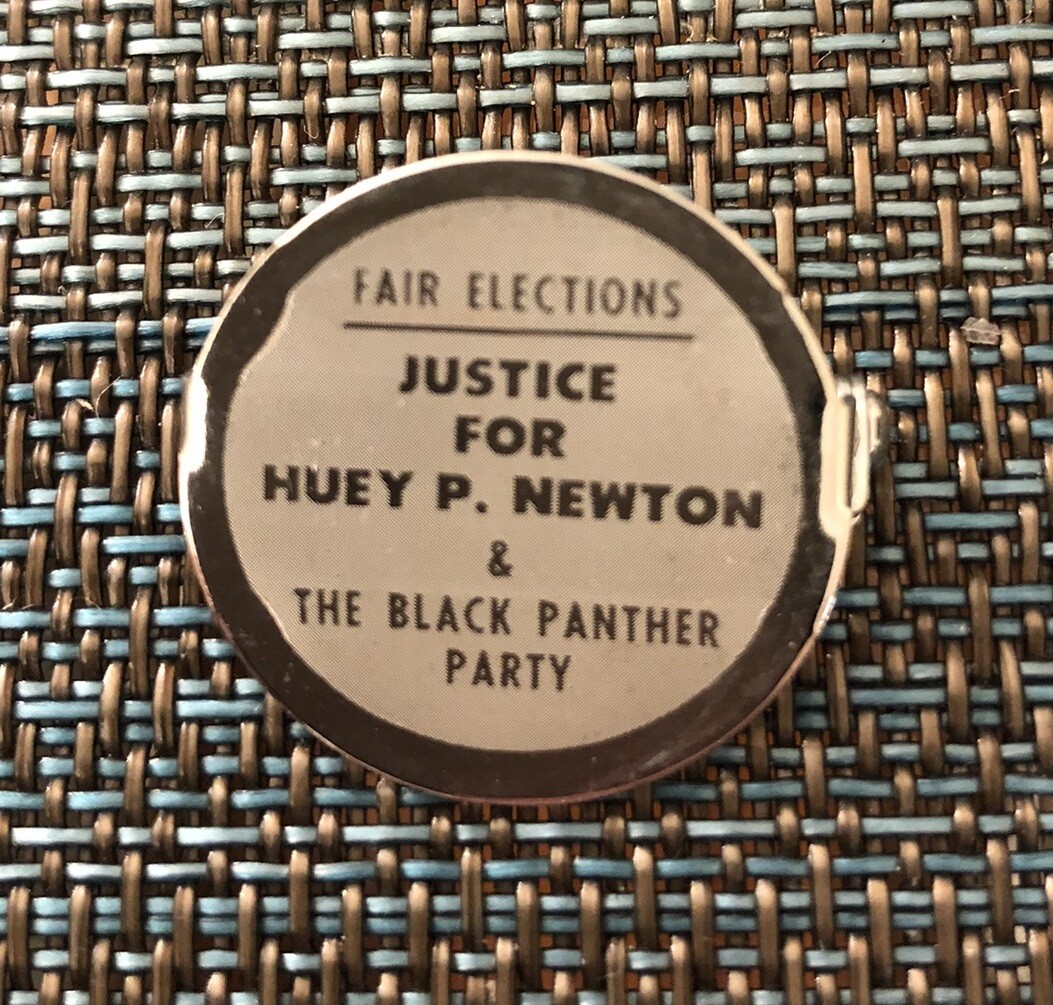 FAIR ELECTIONS
JUSTICE
FOR
HUEY P. NEWTON
&
THE BLACK PANTHER
PARTY